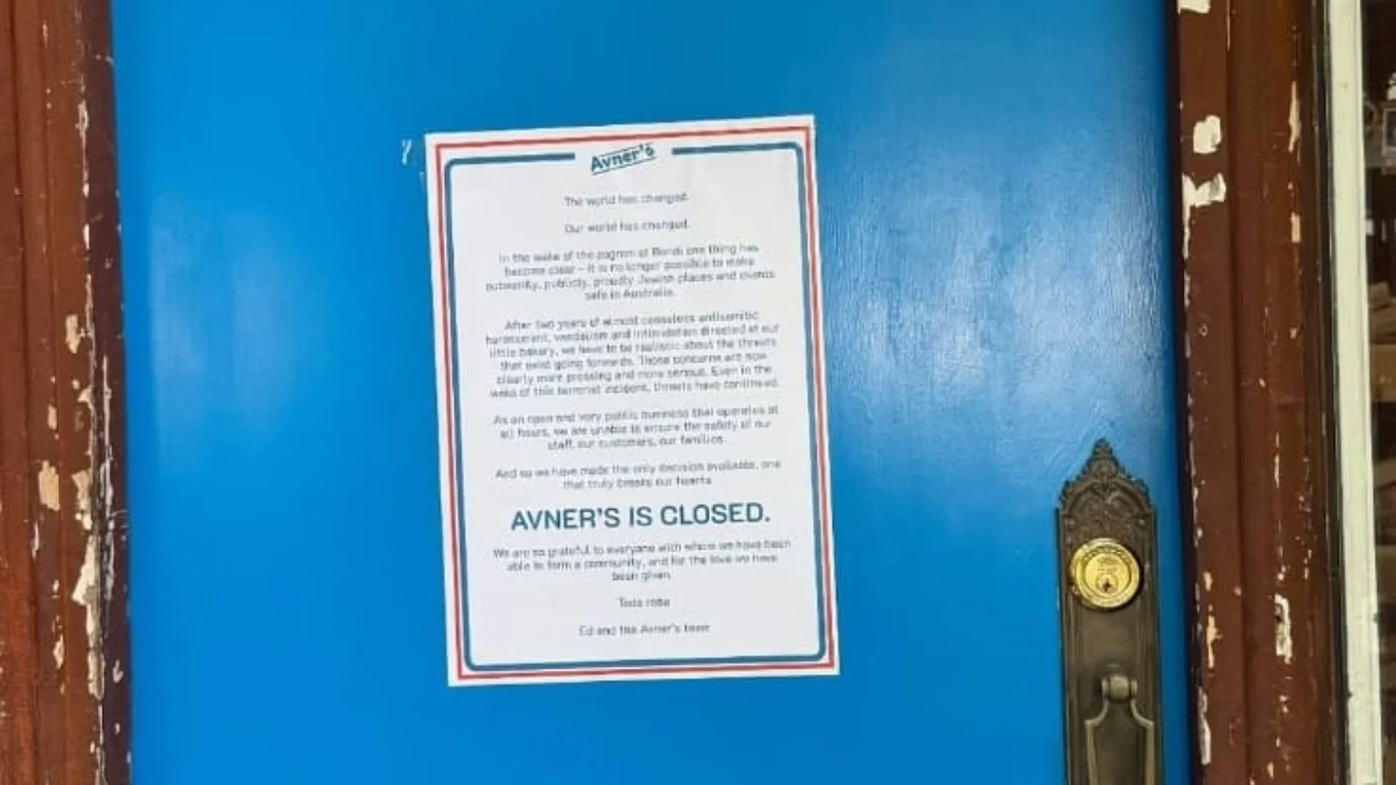 Avner's
The world has changed.
Our world has changed.
In the wake of the pogrom at Bondi one thing has
become clear – it is no longer possible to make
outwardly, publicly, proudly Jewish places and events
safe in Australia.
After two years of almost ceaseless antisemitic
harassment, vandalism and intimidation directed at our
little bakery, we have to be realistic about the threats
that exist going forwards. Those concerns are now
clearly more pressing and more serious. Even in the
wake of this terrorist incident, threats have continued.
As an open and very public business that operates at
all hours, we are unable to ensure the safety of our
staff, our customers, our families.
And so we have made the only decision available, one
that truly breaks our hearts.
AVNER'S IS CLOSED.
We are so grateful to everyone with whom we have been
able to form a community, and for the love we have
been given.
Toda raba
Ed and the Avner's team